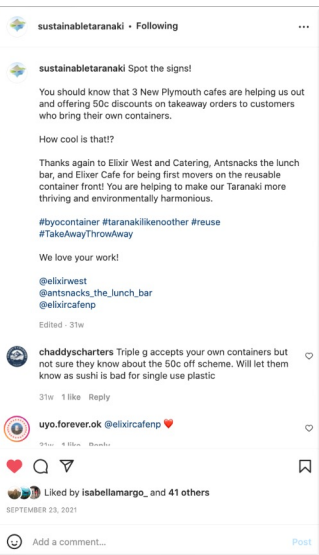 sustainabletaranaki • Following
sustainabletaranaki Spot the signs!
You should know that 3 New Plymouth cafes are helping us out
and offering 50c discounts on takeaway orders to customers
who bring their own containers.
How cool is that!?
Thanks again to Elixir West and Catering, Antsnacks the lunch
bar, and Elixer Cafe for being first movers on the reusable
container front! You are helping to make our Taranaki more
thriving and environmentally harmonious.
#byocontainer #taranakilikenoother #reuse
#TakeAwayThrowAway
We love your work!
@elixirwest
@antsnacks_the_lunch_bar
@elixircafenp
Edited · 31w
chaddyscharters Triple g accepts your own containers but
not sure they know about the 50c off scheme. Will let them
know as sushi is bad for single use plastic
31w 1 like Reply
uyo.forever.ok @elixircafenp ❤️
31w 1 like Reply
Liked by isabellamargo_ and 41 others
SEPTEMBER 23, 2021
Add a comment... Post